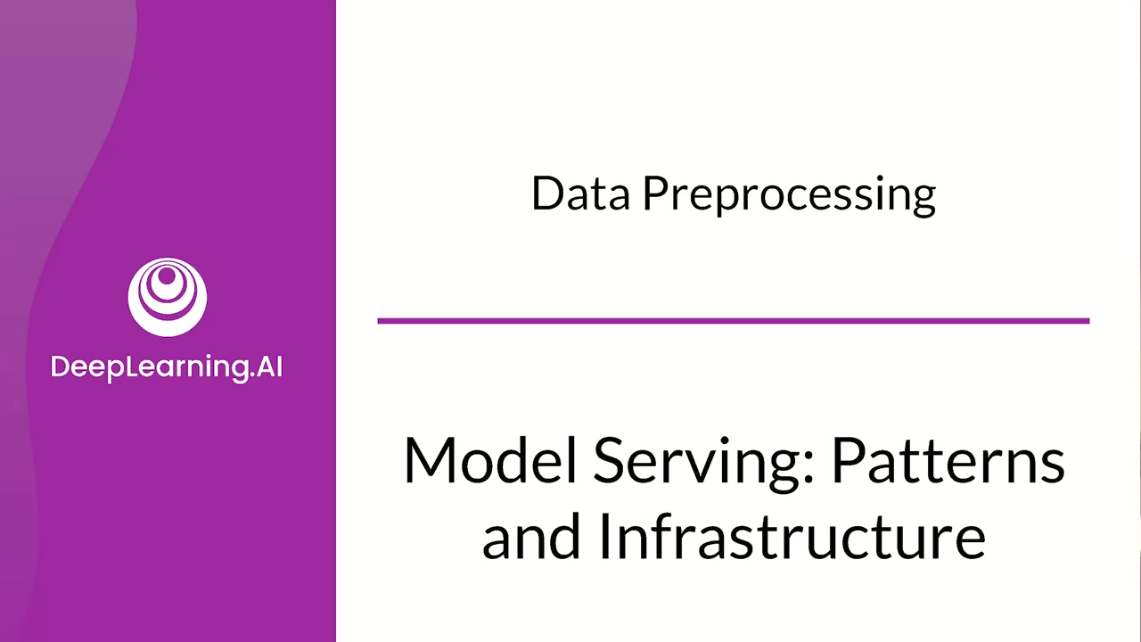 Data Preprocessing
DeepLearning.AI
Model Serving: Patterns
and Infrastructure